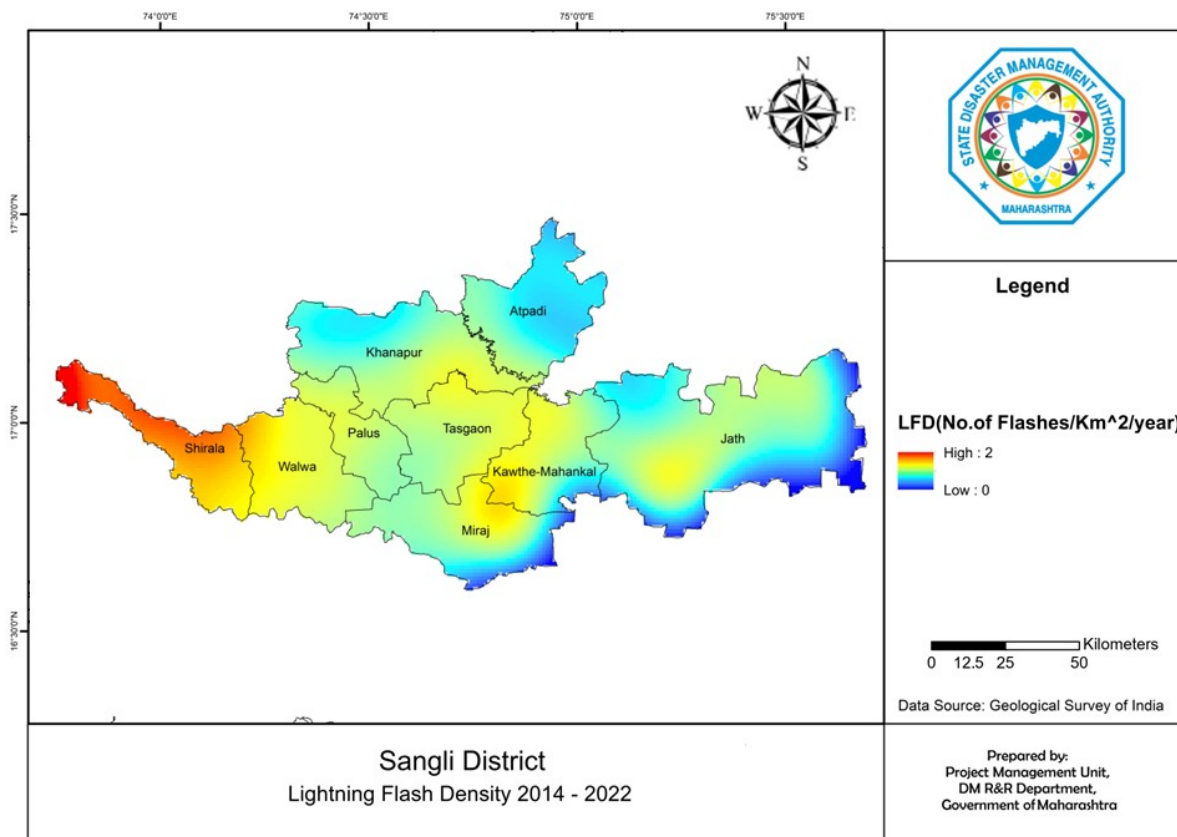 74°0'0"E
74°30'0"E
75°0'0"E
75°30'0"E
17°30'0"N
17°0'0"N
16°30'0"N
N
W E
S
Atpadi
Khanapur
Shirala
Walwa
Palus
Tasgaon
Kawthe-Mahankal
Jath
Miraj
STATE DISASTER MANAGEMENT AUTHORITY
MAHARASHTRA
Legend
LFD(No.of Flashes/Km^2/year)
High : 2
Low : 0
Kilometers
0 12.5 25 50
Data Source: Geological Survey of India
Sangli District
Lightning Flash Density 2014 - 2022
Prepared by:
Project Management Unit,
DM R&R Department,
Government of Maharashtra